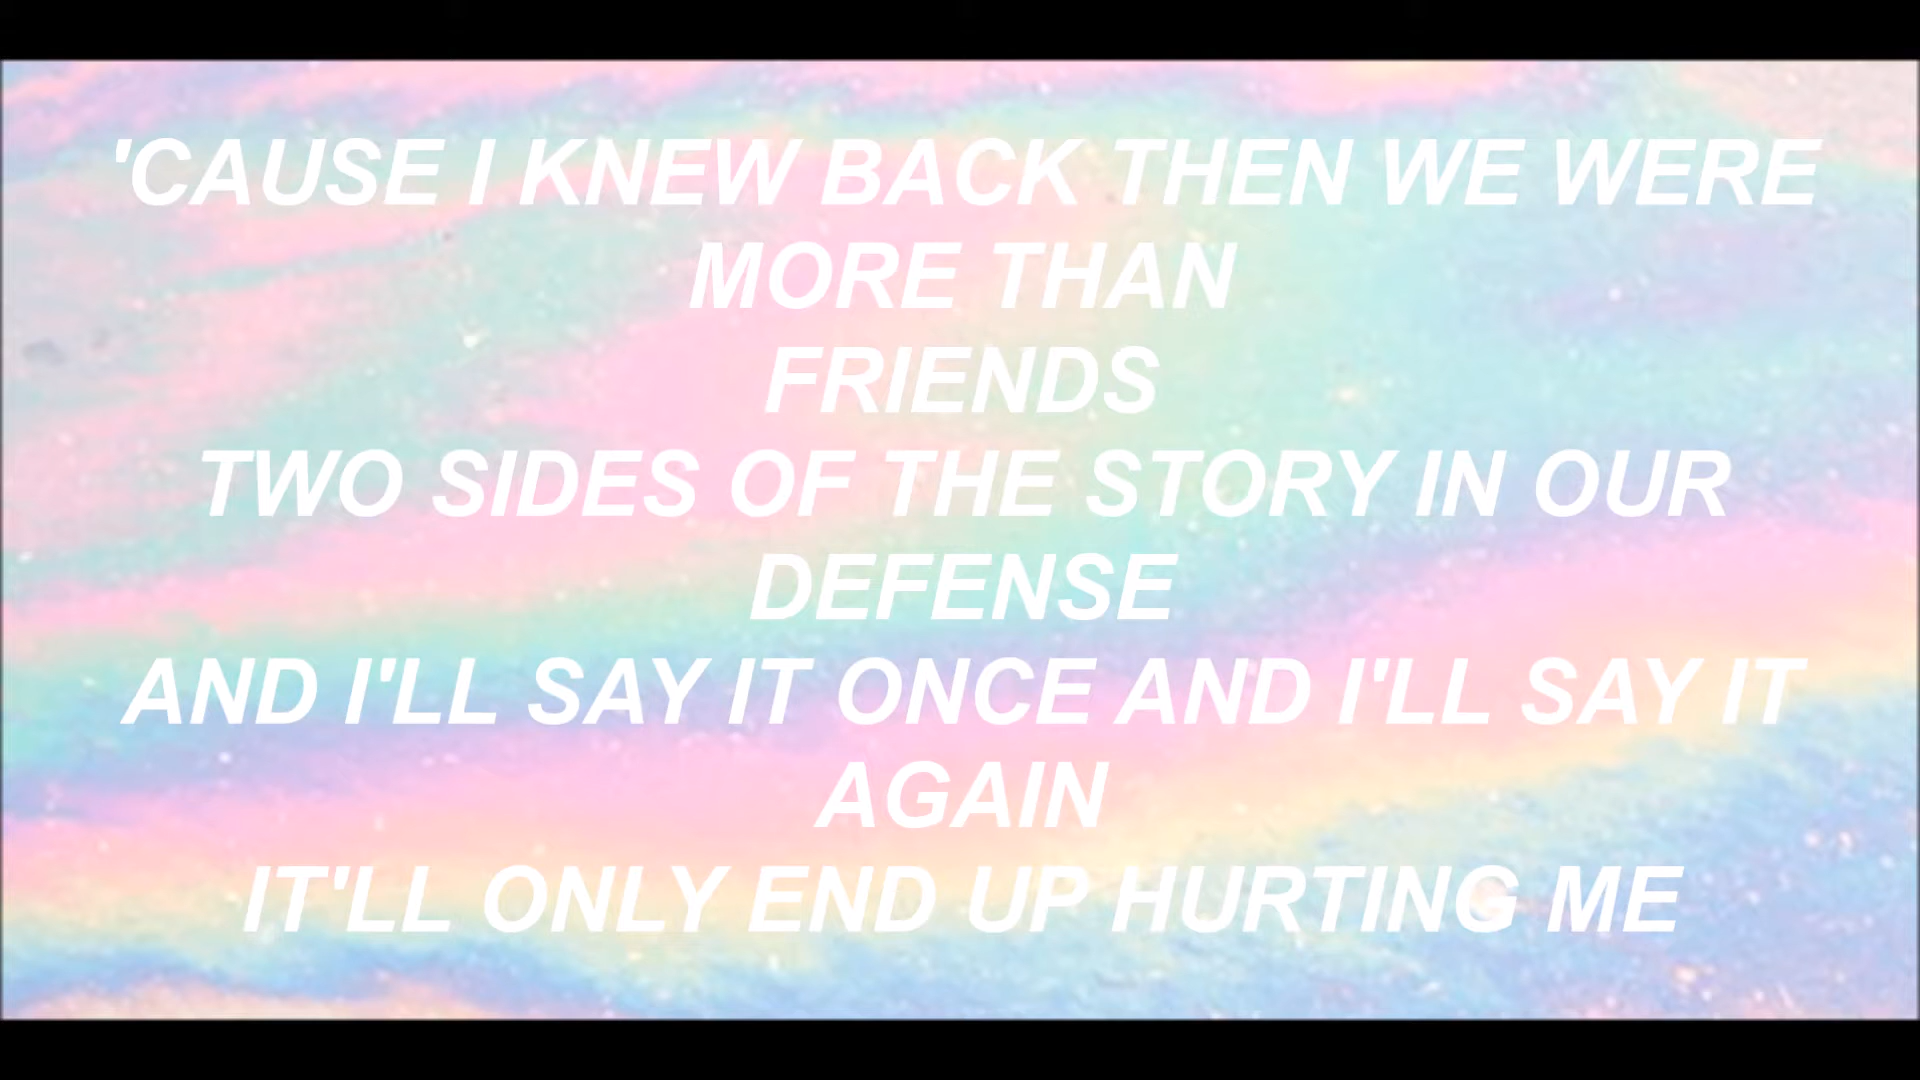 'CAUSE I KNEW BACK THEN WE WERE
MORE THAN
FRIENDS
TWO SIDES OF THE STORY IN OUR
DEFENSE
AND I'LL SAY IT ONCE AND I'LL SAY IT
AGAIN
IT'LL ONLY END UP HURTING ME